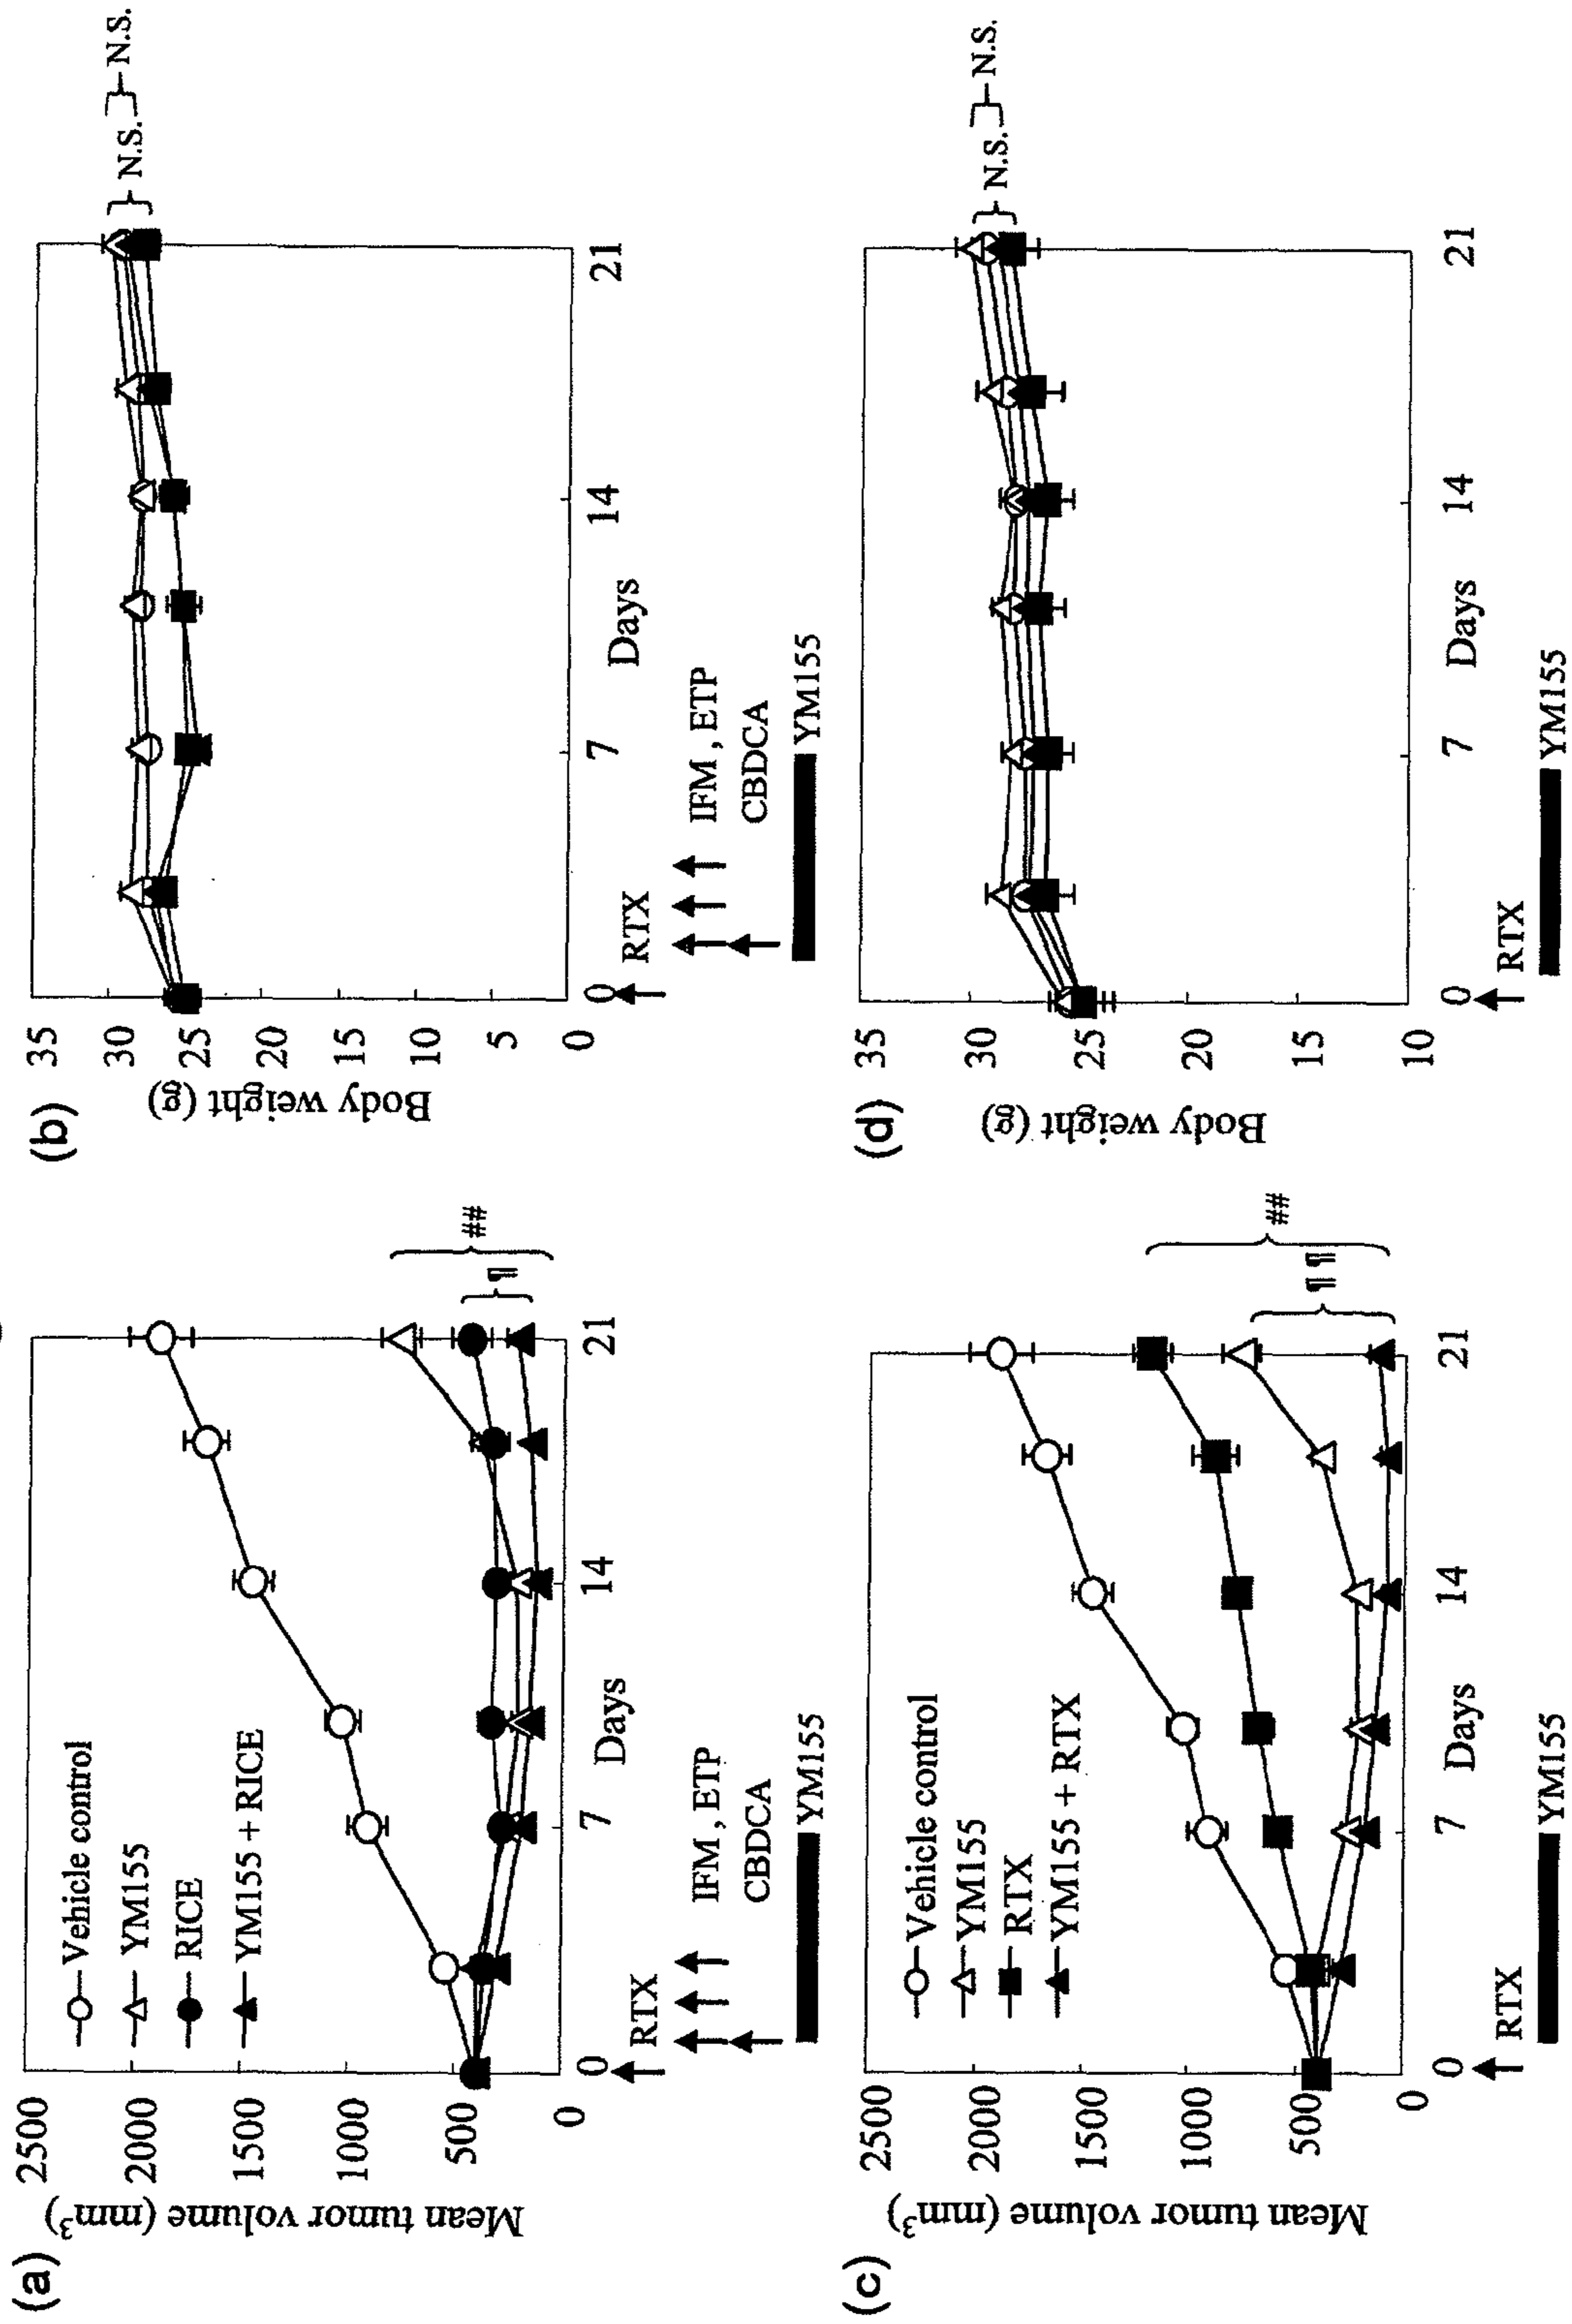 (a)
Mean tumor volume (mm³)
2500
2000
1500
1000
500
0
Vehicle control
YM155
RICE
YM155 + RICE
0
7
14
21
Days
¶
##
RTX
IFM , ETP
CBDCA
YM155
(b)
Body weight (g)
35
30
25
20
15
10
5
0
0
7
14
21
Days
N.S.
N.S.
RTX
IFM , ETP
CBDCA
YM155
(c)
Mean tumor volume (mm³)
2500
2000
1500
1000
500
0
Vehicle control
YM155
RTX
YM155 + RTX
0
7
14
21
Days
¶ ¶
##
RTX
YM155
(d)
Body weight (g)
35
30
25
20
15
10
0
7
14
21
Days
N.S.
N.S.
RTX
YM155